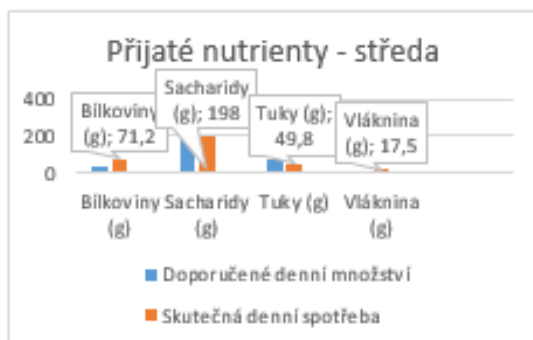 Přijaté nutrienty - středa
400
200
0
Bílkoviny
(g); 71,2
Sacharidy
(g); 198
Tuky (g);
49,8
Vláknina
(g); 17,5
Bílkoviny
(g)
Sacharidy
(g)
Tuky (g)
Vláknina
(g)
Doporučené denní množství
Skutečná denní spotřeba